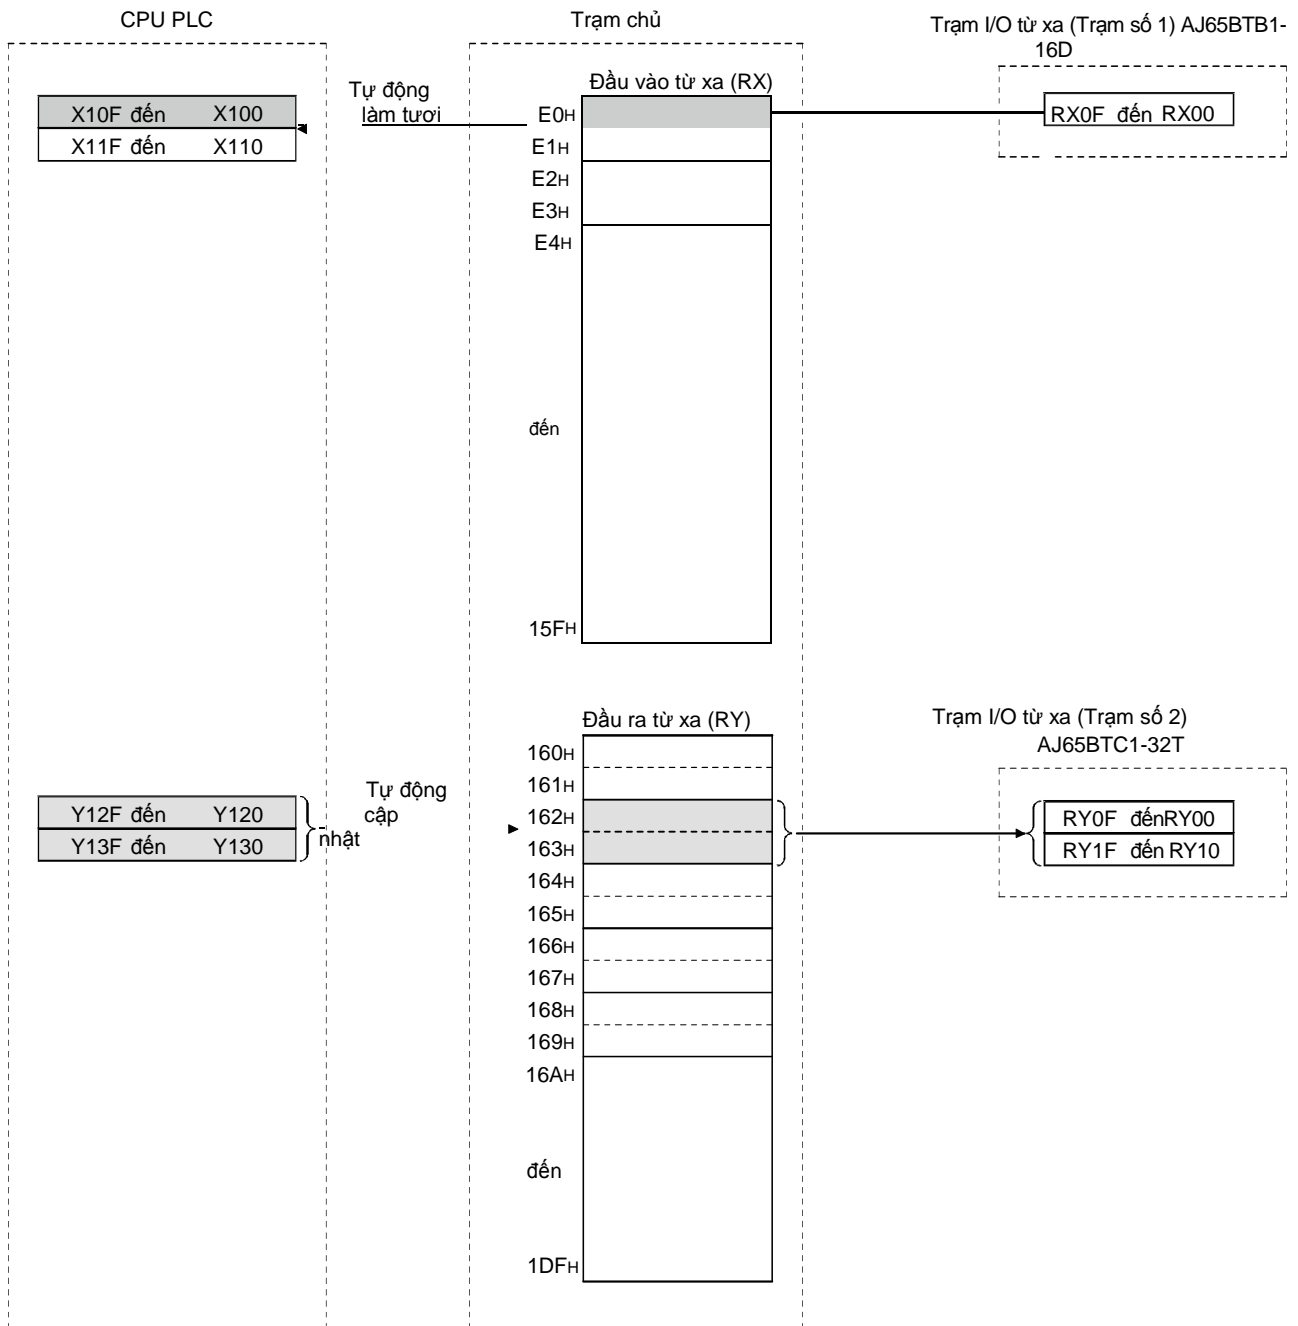 CPU PLC
Trạm chủ
Trạm I/O từ xa (Trạm số 1) AJ65BTB1-
16D
Tự động
làm tươi
Đầu vào từ xa (RX)
X10F đến X100
X11F đến X110
E0H
E1H
E2H
E3H
E4H
đến
15FH
RX0F đến RX00
Đầu ra từ xa (RY)
Trạm I/O từ xa (Trạm số 2)
AJ65BTC1-32T
Y12F đến Y120
Y13F đến Y130
Tự động
cập
nhật
160H
161H
162H
163H
164H
165H
166H
167H
168H
169H
16AH
đến
1DFH
RY0F đếnRY00
RY1F đến RY10